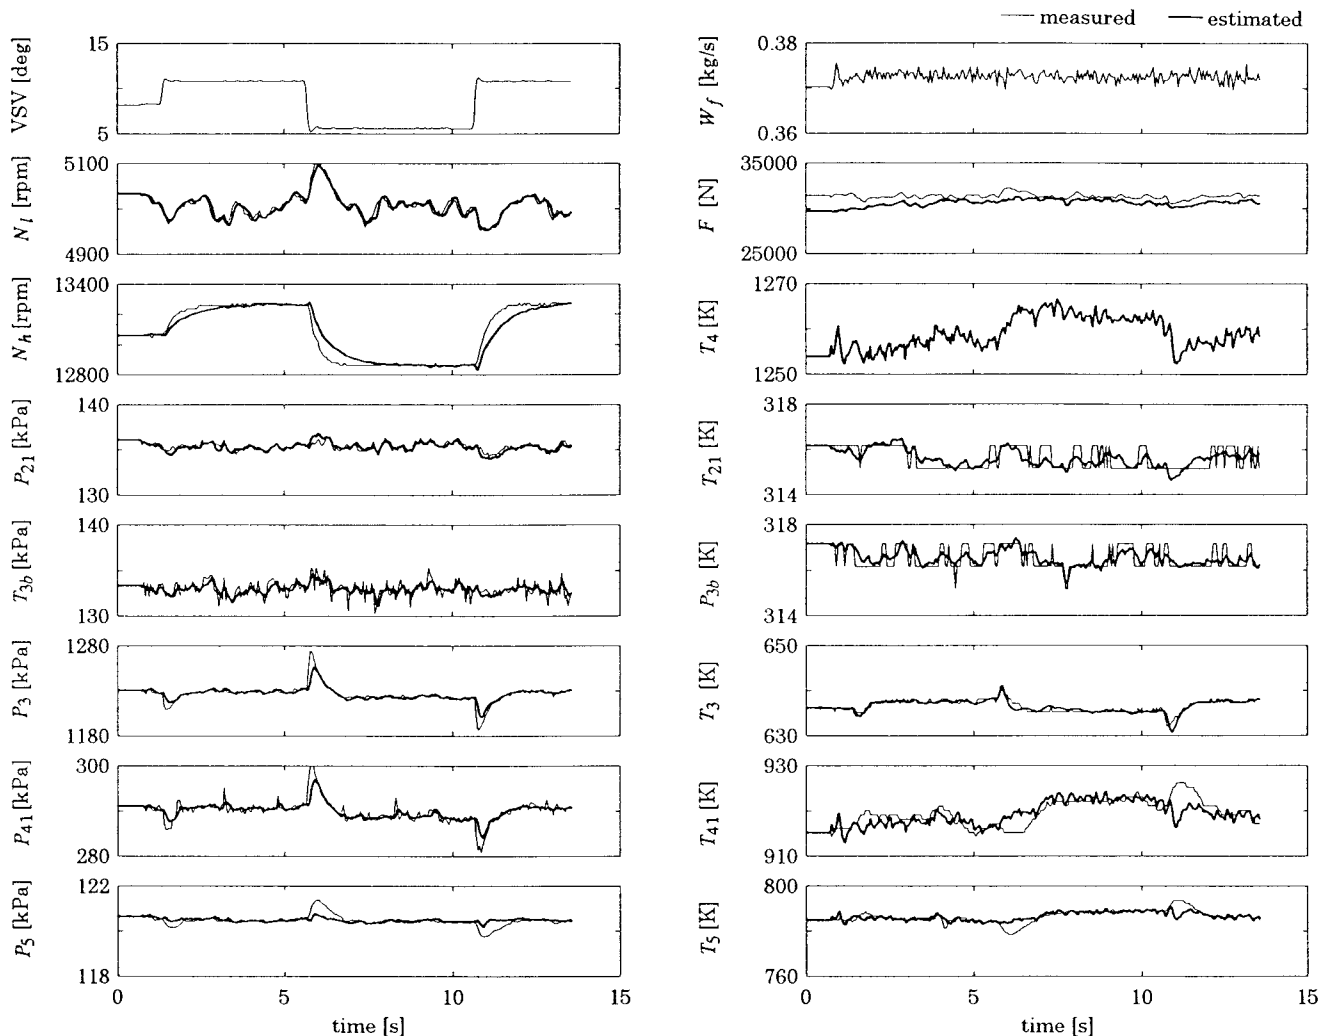 measured estimated
15
VSV [deg]
5
5100
N_l [rpm]
4900
13400
N_h [rpm]
12800
140
P_21 [kPa]
130
140
T_3b [kPa]
130
1280
P_3 [kPa]
1180
300
P_41 [kPa]
280
122
P_5 [kPa]
118
0 5 10 15
time [s]
0.38
W_f [kg/s]
0.36
35000
F [N]
25000
1270
T_4 [K]
1250
318
T_21 [K]
314
318
P_3b [K]
314
650
T_3 [K]
630
930
T_41 [K]
910
800
T_5 [K]
760
0 5 10 15
time [s]